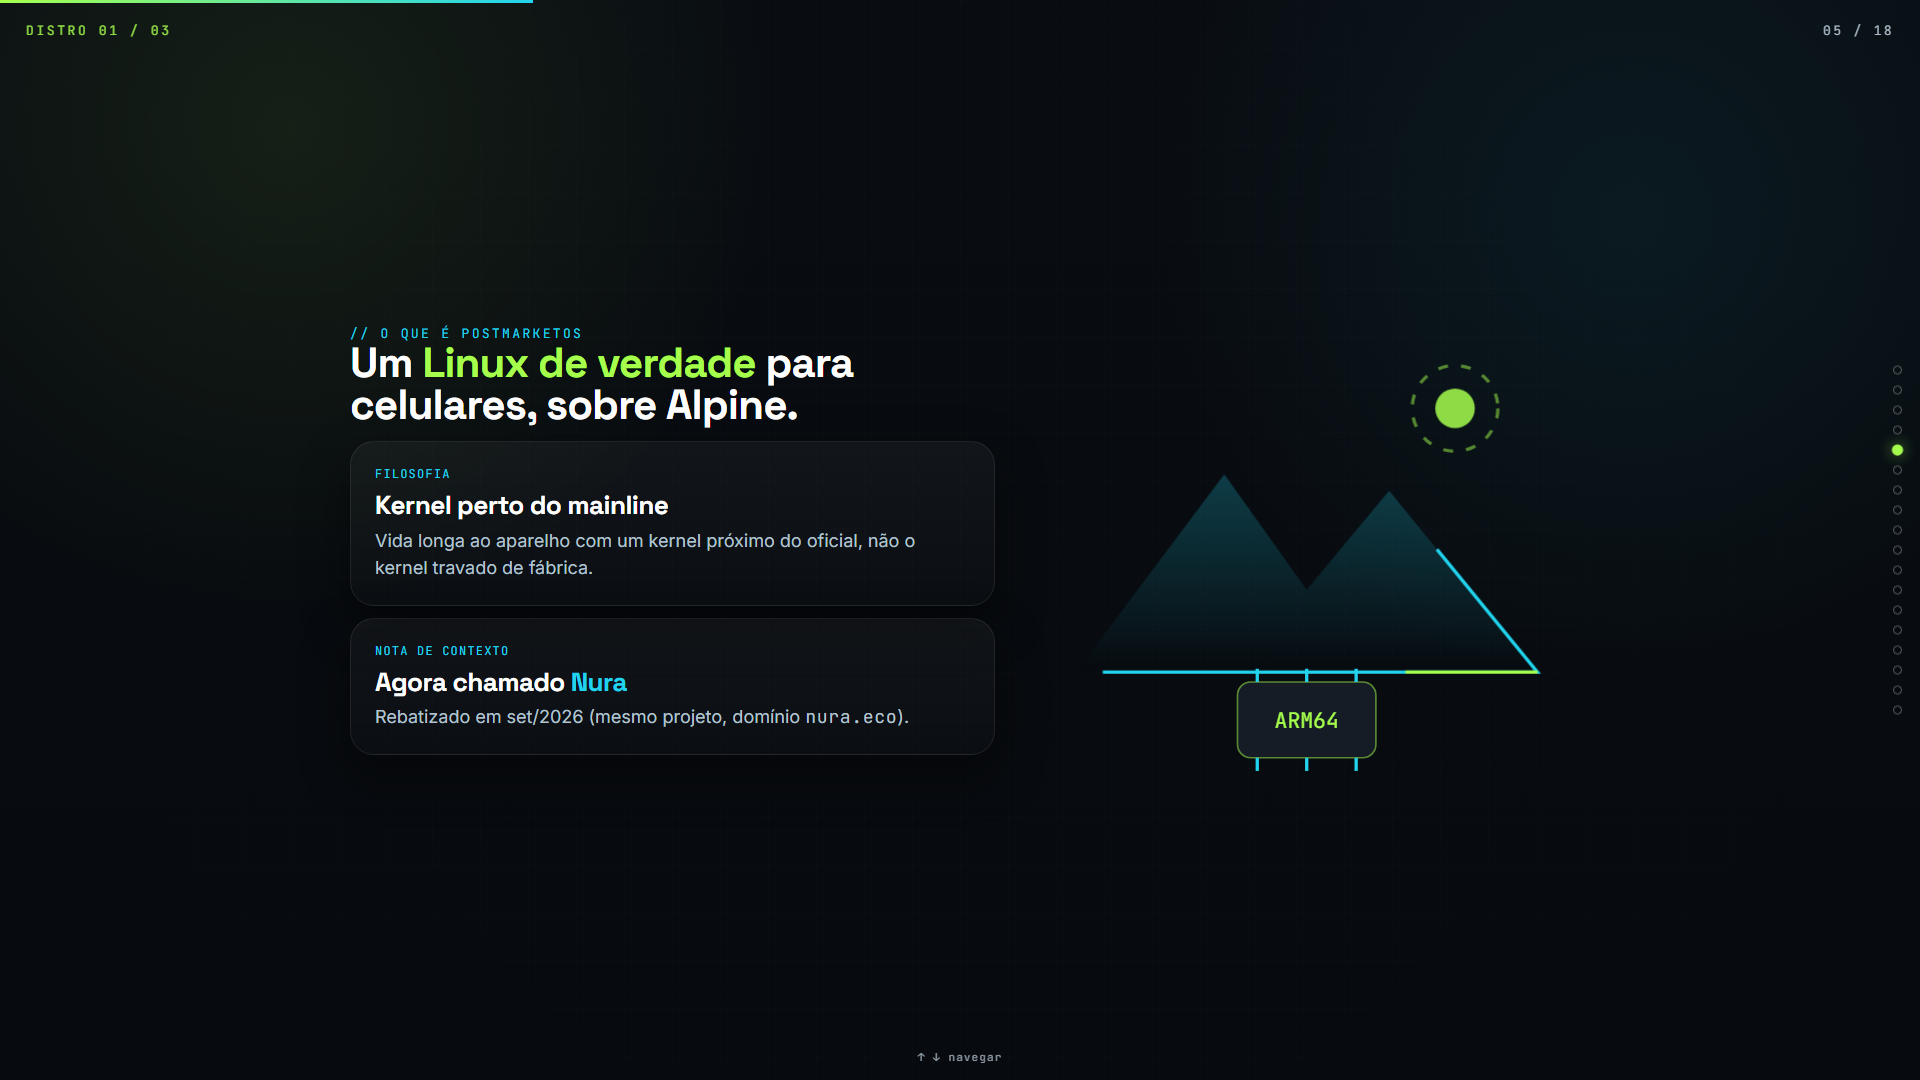 DISTRO 01 / 03
05 / 18
// O QUE É POSTMARKETOS
Um Linux de verdade para
celulares, sobre Alpine.
FILOSOFIA
Kernel perto do mainline
Vida longa ao aparelho com um kernel próximo do oficial, não o
kernel travado de fábrica.
NOTA DE CONTEXTO
Agora chamado Nura
Rebatizado em set/2026 (mesmo projeto, domínio nura.eco).
ARM64
↑ ↓ navegar